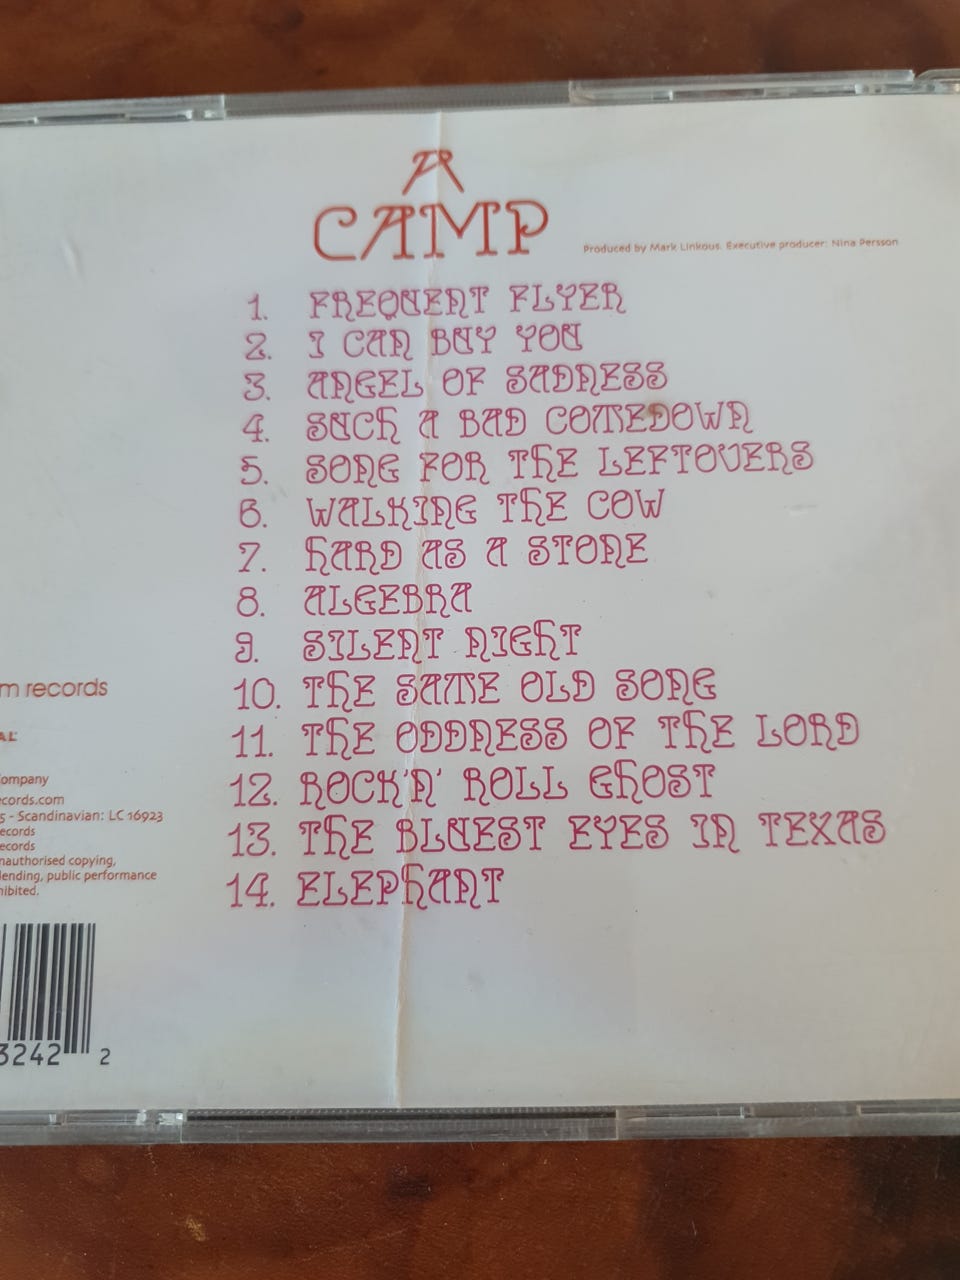 A
CAMP
Produced by Mark Linkous. Executive producer: Nina Persson
1. FREQUENT FLYER
2. I CAN BUY YOU
3. ANGEL OF SADNESS
4. SUCH A BAD COMEDOWN
5. SONG FOR THE LEFTOVERS
6. WALKING THE COW
7. HARD AS A STONE
8. ALGEBRA
9. SILENT NIGHT
10. THE SAME OLD SONG
11. THE ODDNESS OF THE LORD
12. ROCK'N' ROLL GHOST
13. THE BLUEST EYES IN TEXAS
14. ELEPHANT
m records
AL
ompany
ecords.com
5 - Scandinavian: LC 16923
ecords
ecords
nauthorised copying,
lending, public performance
hibited.
3242 2